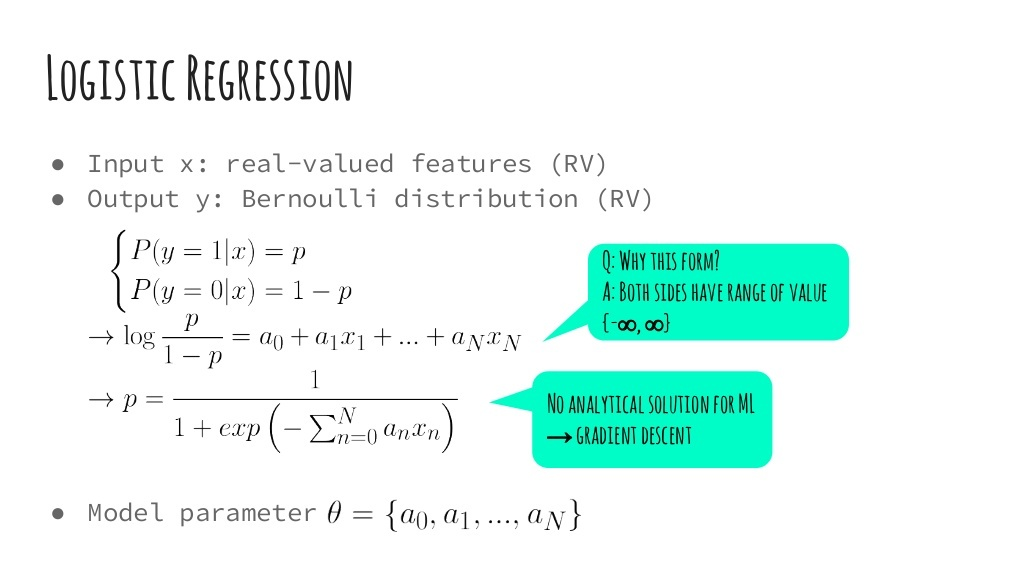 Logistic Regression
● Input x: real-valued features (RV)
● Output y: Bernoulli distribution (RV)
{ P(y = 1|x) = p
P(y = 0|x) = 1 − p
→ log p / (1 − p) = a_0 + a_1x_1 + ... + a_Nx_N
→ p = 1 / (1 + exp(− ∑_{n=0}^{N} a_nx_n))
Q: Why this form?
A: Both sides have range of value
{-∞, ∞}
No analytical solution for ML
→ gradient descent
● Model parameter θ = {a_0, a_1, ..., a_N}